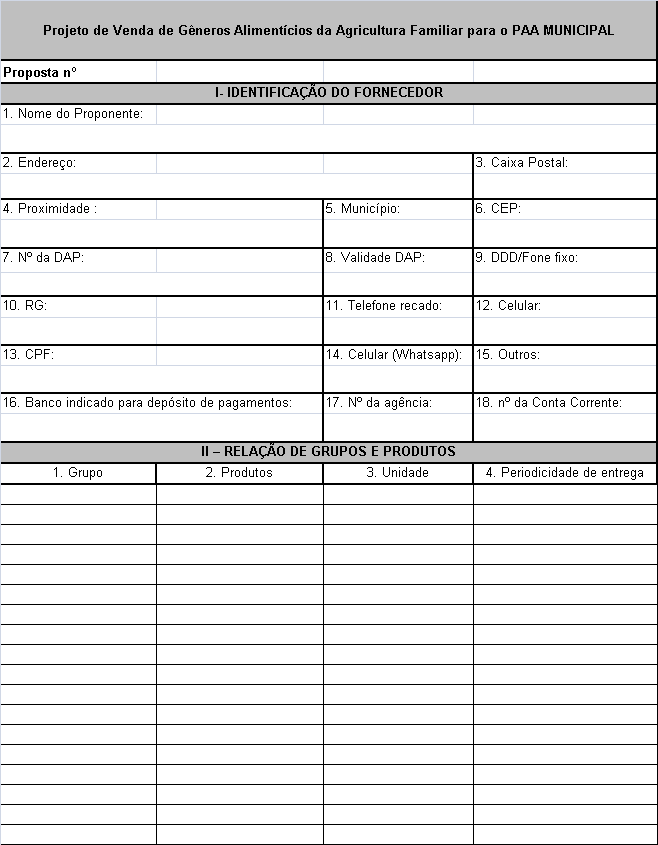 Projeto de Venda de Gêneros Alimentícios da Agricultura Familiar para o PAA MUNICIPAL
Proposta nº
I- IDENTIFICAÇÃO DO FORNECEDOR
1. Nome do Proponente:
2. Endereço:
3. Caixa Postal:
4. Proximidade :
5. Município:
6. CEP:
7. Nº da DAP:
8. Validade DAP:
9. DDD/Fone fixo:
10. RG:
11. Telefone recado:
12. Celular:
13. CPF:
14. Celular (Whatsapp):
15. Outros:
16. Banco indicado para depósito de pagamentos:
17. Nº da agência:
18. nº da Conta Corrente:
II – RELAÇÃO DE GRUPOS E PRODUTOS
1. Grupo
2. Produtos
3. Unidade
4. Periodicidade de entrega